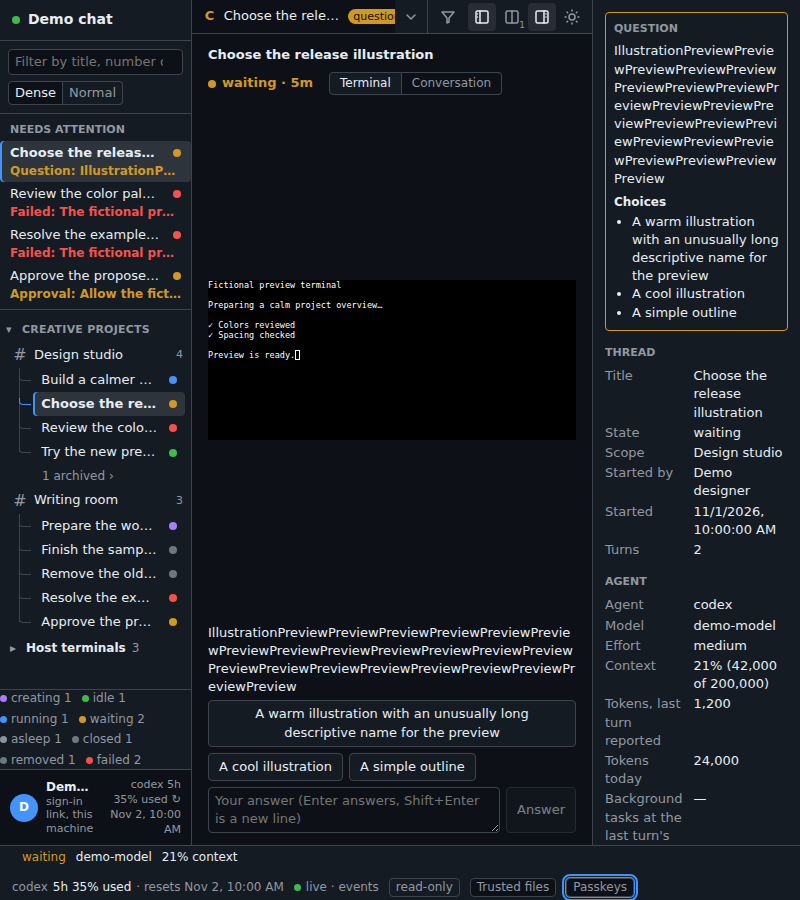 Demo chat
Filter by title, number o
Dense Normal
NEEDS ATTENTION
Choose the releas…
Question: IllustrationP…
Review the color pal…
Failed: The fictional pr…
Resolve the example…
Failed: The fictional pr…
Approve the propose…
Approval: Allow the fict…
CREATIVE PROJECTS
# Design studio 4
Build a calmer …
Choose the re…
Review the colo…
Try the new pre…
1 archived ›
# Writing room 3
Prepare the wo…
Finish the samp…
Remove the old…
Resolve the ex…
Approve the pr…
Host terminals 3
creating 1 idle 1
running 1 waiting 2
asleep 1 closed 1
removed 1 failed 2
D
Dem…
sign-in
link, this
machine
codex 5h
35% used ↻
Nov 2, 10:00
AM
C Choose the rele… question
1
Choose the release illustration
waiting · 5m Terminal Conversation
Fictional preview terminal
Preparing a calm project overview…
✓ Colors reviewed
✓ Spacing checked
Preview is ready.
IllustrationPreviewPreviewPreviewPreviewPreviewPrevie
wPreviewPreviewPreviewPreviewPreviewPreviewPreview
PreviewPreviewPreviewPreviewPreviewPreviewPreviewPr
eviewPreview
A warm illustration with an unusually long
descriptive name for the preview
A cool illustration A simple outline
Your answer (Enter answers, Shift+Enter
is a new line)
Answer
QUESTION
IllustrationPreviewPrevie
wPreviewPreviewPreview
PreviewPreviewPreviewPr
eviewPreviewPreviewPre
viewPreviewPreviewPrevi
ewPreviewPreviewPrevie
wPreviewPreviewPreview
Preview
Choices
• A warm illustration
with an unusually long
descriptive name for
the preview
• A cool illustration
• A simple outline
THREAD
Title Choose the
release
illustration
State waiting
Scope Design studio
Started by Demo
designer
Started 11/1/2026,
10:00:00 AM
Turns 2
AGENT
Agent codex
Model demo-model
Effort medium
Context 21% (42,000
of 200,000)
Tokens, last 1,200
turn
reported
Tokens 24,000
today
Background —
tasks at the
last turn's
waiting demo-model 21% context
codex 5h 35% used · resets Nov 2, 10:00 AM live · events read-only Trusted files Passkeys